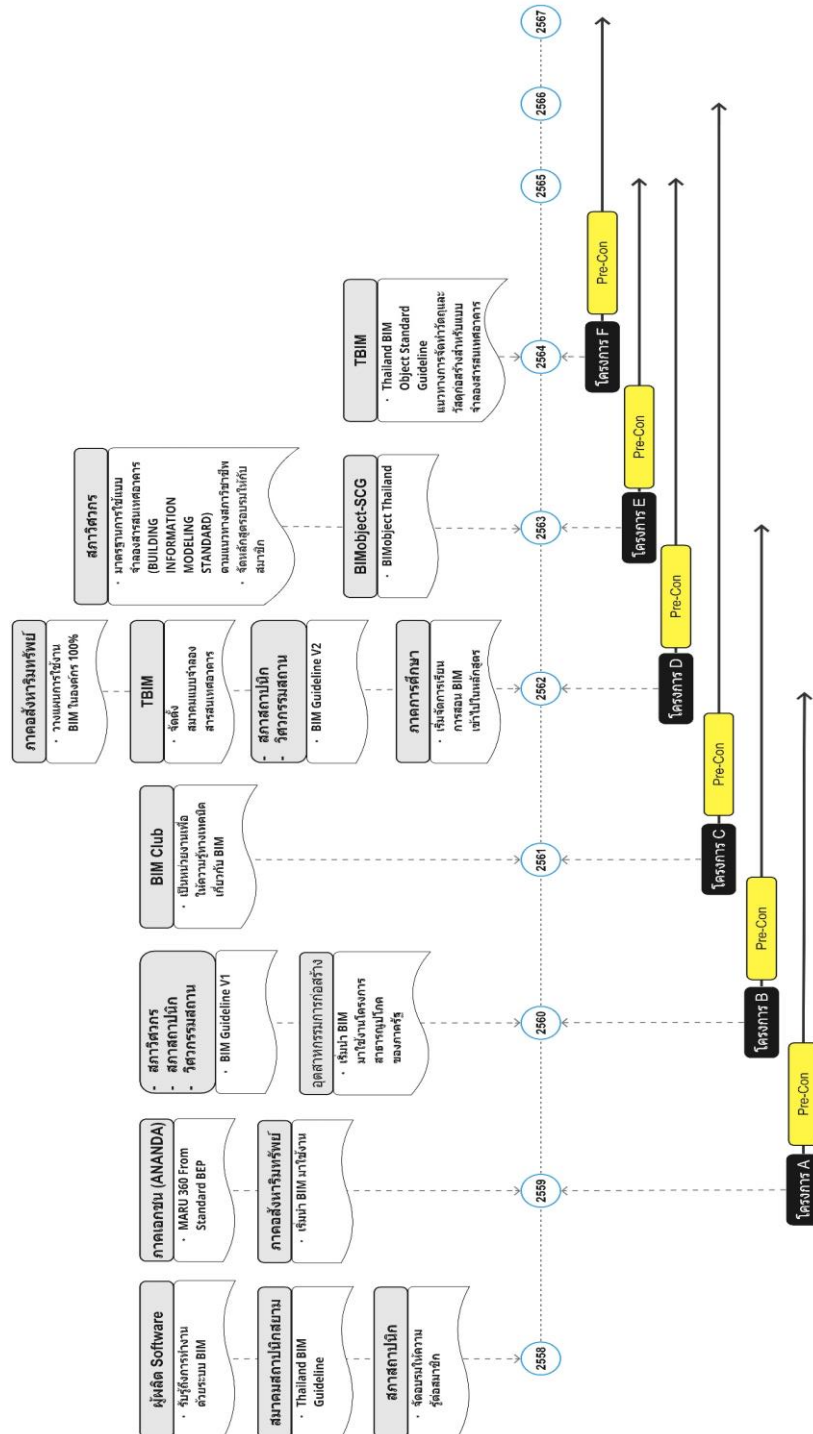 ผู้ผลิต Software
· รับรู้ถึงการทำงาน
ด้วยระบบ BIM
สมาคมสถาปนิกสยาม
· Thailand BIM
Guideline
สภาสถาปนิก
· จัดอบรมให้ความ
รู้ต่อสมาชิก
ภาคเอกชน (ANANDA)
· MARU 360 From
Standard BEP
ภาคอสังหาริมทรัพย์
· เริ่มนำ BIM มาใช้งาน
- สภาวิศวกร
- สภาสถาปนิก
- วิศวกรรมสถาน
· BIM Guideline V1
อุตสาหกรรมการก่อสร้าง
· เริ่มนำ BIM
มาใช้งานโครงการ
สาธารณูปโภค
ของภาครัฐ
BIM Club
· เป็นหน่วยงานเพื่อ
ให้ความรู้ทางเทคนิค
เกี่ยวกับ BIM
ภาคอสังหาริมทรัพย์
· วางแผนการใช้งาน
BIM ในองค์กร 100%
TBIM
· จัดตั้ง
สมาคมแบบจำลอง
สารสนเทศอาคาร
- สภาสถาปนิก
- วิศวกรรมสถาน
· BIM Guideline V2
ภาคการศึกษา
· เริ่มจัดการเรียน
การสอน BIM
เข้าไปในหลักสูตร
สภาวิศวกร
· มาตรฐานการใช้แบบ
จำลองสารสนเทศอาคาร
(BUILDING
INFORMATION
MODELING
STANDARD)
ตามแนวทางสภาวิชาชีพ
· จัดหลักสูตรอบรมให้กับ
สมาชิก
BIMobject-SCG
· BIMobject Thailand
TBIM
· Thailand BIM
Object Standard
Guideline
แนวทางการจัดทำวัตถุและ
วัสดุก่อสร้างสำหรับแบบ
จำลองสารสนเทศอาคาร
2558
2559
2560
2561
2562
2563
2564
2565
2566
2567
โครงการ F
Pre-Con
โครงการ E
Pre-Con
โครงการ D
Pre-Con
โครงการ C
Pre-Con
โครงการ B
Pre-Con
โครงการ A
Pre-Con